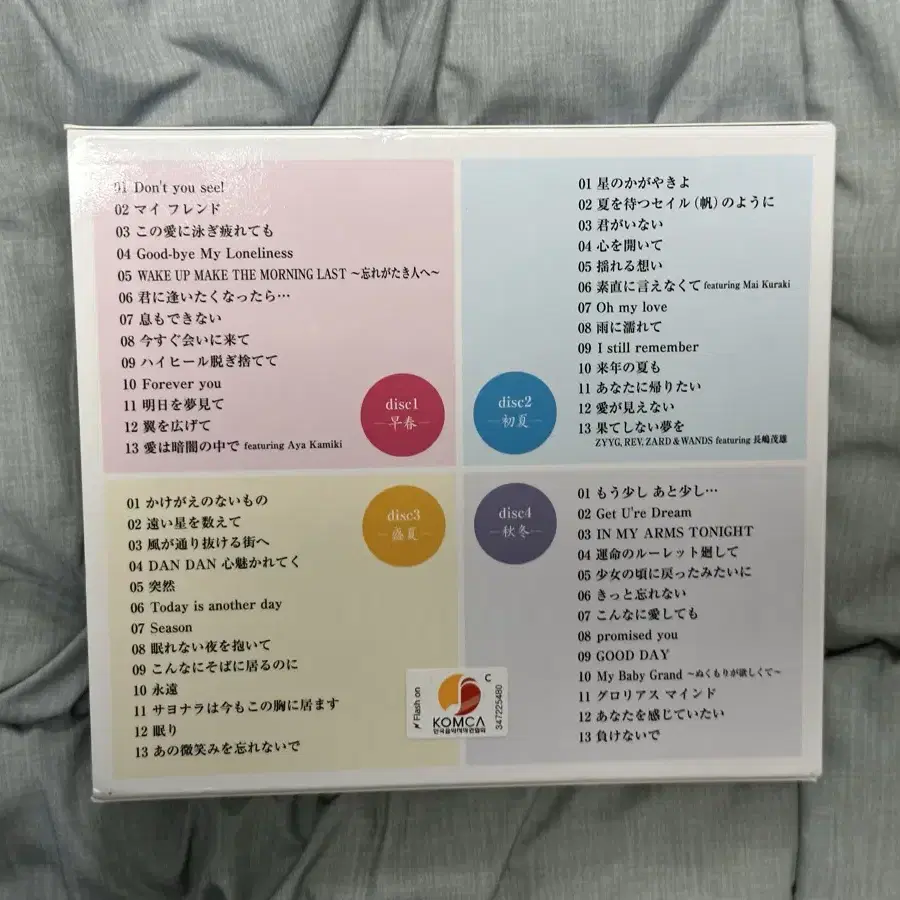 01 Don't you see!
02 マイ フレンド
03 この愛に泳ぎ疲れても
04 Good-bye My Loneliness
05 WAKE UP MAKE THE MORNING LAST ～忘れがたき人へ～
06 君に逢いたくなったら…
07 息もできない
08 今すぐ会いに来て
09 ハイヒール脱ぎ捨てて
10 Forever you
11 明日を夢見て
12 翼を広げて
13 愛は暗闇の中で featuring Aya Kamiki
disc1
早春
01 星のかがやきよ
02 夏を待つセイル(帆)のように
03 君がいない
04 心を開いて
05 揺れる想い
06 素直に言えなくて featuring Mai Kuraki
07 Oh my love
08 雨に濡れて
09 I still remember
10 来年の夏も
11 あなたに帰りたい
12 愛が見えない
13 果てしない夢を
ZYYG, REV, ZARD & WANDS featuring 長嶋茂雄
disc2
初夏
01 かけがえのないもの
02 遠い星を数えて
03 風が通り抜ける街へ
04 DAN DAN 心魅かれてく
05 突然
06 Today is another day
07 Season
08 眠れない夜を抱いて
09 こんなにそばに居るのに
10 永遠
11 サヨナラは今もこの胸に居ます
12 眠り
13 あの微笑みを忘れないで
disc3
盛夏
01 もう少し あと少し…
02 Get U're Dream
03 IN MY ARMS TONIGHT
04 運命のルーレット廻して
05 少女の頃に戻ったみたいに
06 きっと忘れない
07 こんなに愛しても
08 promised you
09 GOOD DAY
10 My Baby Grand ～ぬくもりが欲しくて～
11 グロリアス マインド
12 あなたを感じていたい
13 負けないで
disc4
秋冬
Flash on
C
KOMCA
한국음악저작권협회
347225480